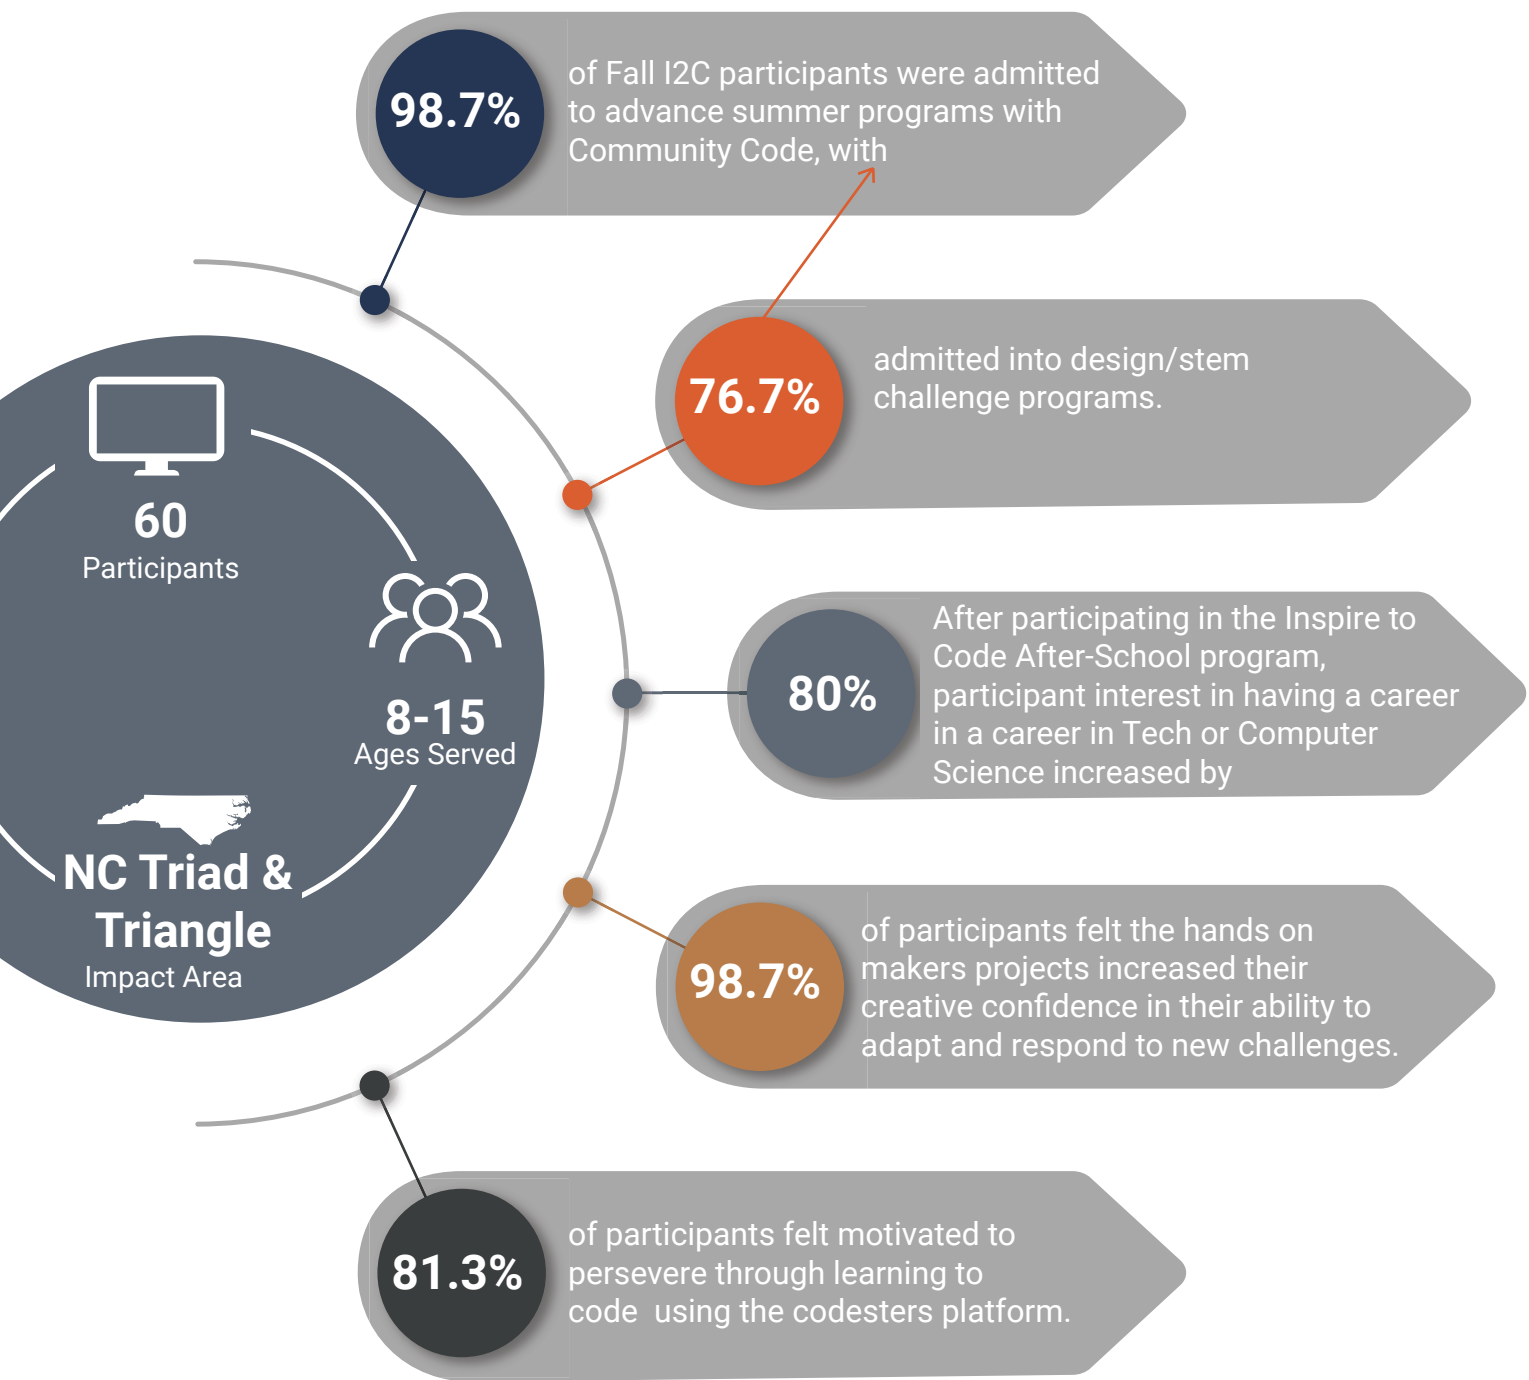 98.7%
of Fall I2C participants were admitted
to advance summer programs with
Community Code, with
76.7%
admitted into design/stem
challenge programs.
60
Participants
8-15
Ages Served
NC Triad &
Triangle
Impact Area
80%
After participating in the Inspire to
Code After-School program,
participant interest in having a career
in a career in Tech or Computer
Science increased by
98.7%
of participants felt the hands on
makers projects increased their
creative confidence in their ability to
adapt and respond to new challenges.
81.3%
of participants felt motivated to
persevere through learning to
code  using the codesters platform.